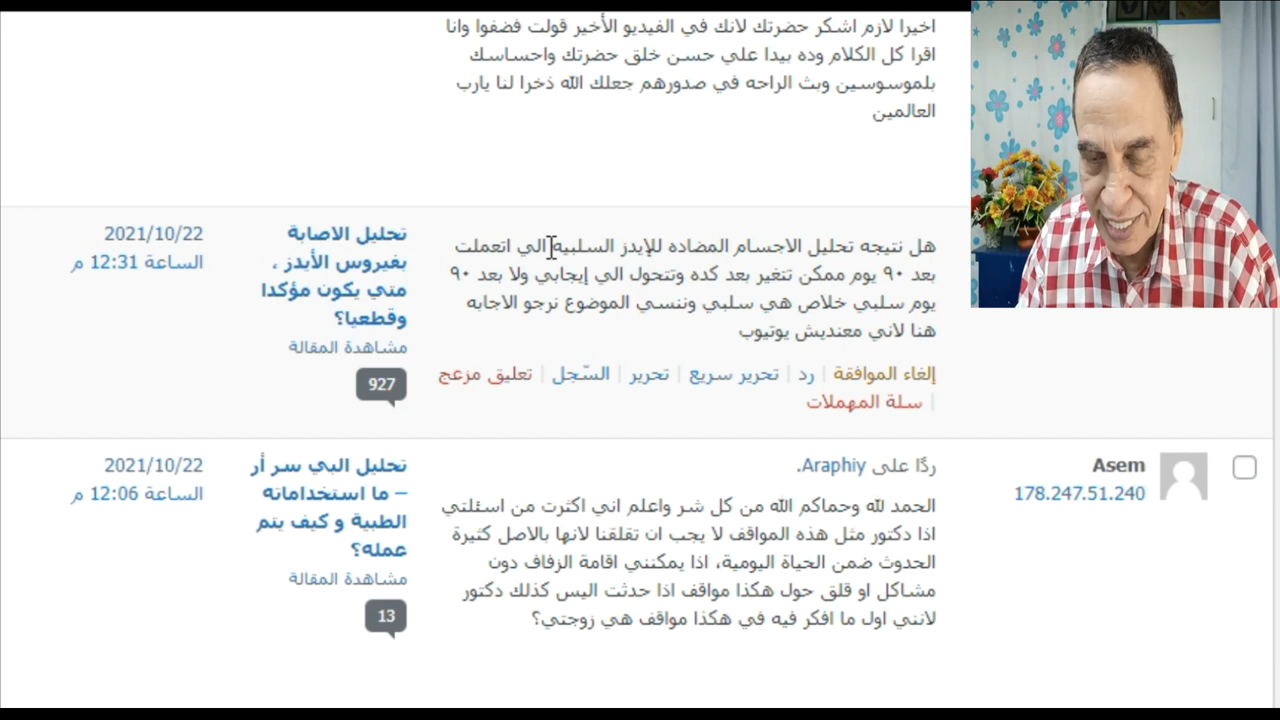 اخيرا لازم اشكر حضرتك لانك في الفيديو الأخير قولت فضفوا وانا
اقرا كل الكلام وده بيدا علي حسن خلق حضرتك واحساسك
بلموسوسين وبث الراحه في صدورهم جعلك الله ذخرا لنا يارب
العالمين
هل نتيجه تحليل الاجسام المضاده للإيدز السلبيه الي اتعملت
بعد ٩٠ يوم ممكن تتغير بعد كده وتتحول الي إيجابي ولا بعد ٩٠
يوم سلبي خلاص هي سلبي وننسي الموضوع نرجو الاجابه
هنا لاني معنديش يوتيوب
إلغاء الموافقة | رد | تحرير سريع | تحرير | السّجل | تعليق مزعج
| سلة المهملات
تحليل الاصابة
بفيروس الأيدز ،
متي يكون مؤكدا
وقطعيا؟
مشاهدة المقالة
927
2021/10/22
الساعة 12:31 م
Asem
178.247.51.240
ردًا على Araphiy.
الحمد لله وحماكم الله من كل شر واعلم اني اكثرت من اسئلتي
اذا دكتور مثل هذه المواقف لا يجب ان تقلقنا لانها بالاصل كثيرة
الحدوث ضمن الحياة اليومية، اذا يمكنني اقامة الزفاف دون
مشاكل او قلق حول هكذا مواقف اذا حدثت اليس كذلك دكتور
لانني اول ما افكر فيه في هكذا مواقف هي زوجتي؟
تحليل البي سر أر
– ما استخداماته
الطبية و كيف يتم
عمله؟
مشاهدة المقالة
13
2021/10/22
الساعة 12:06 م